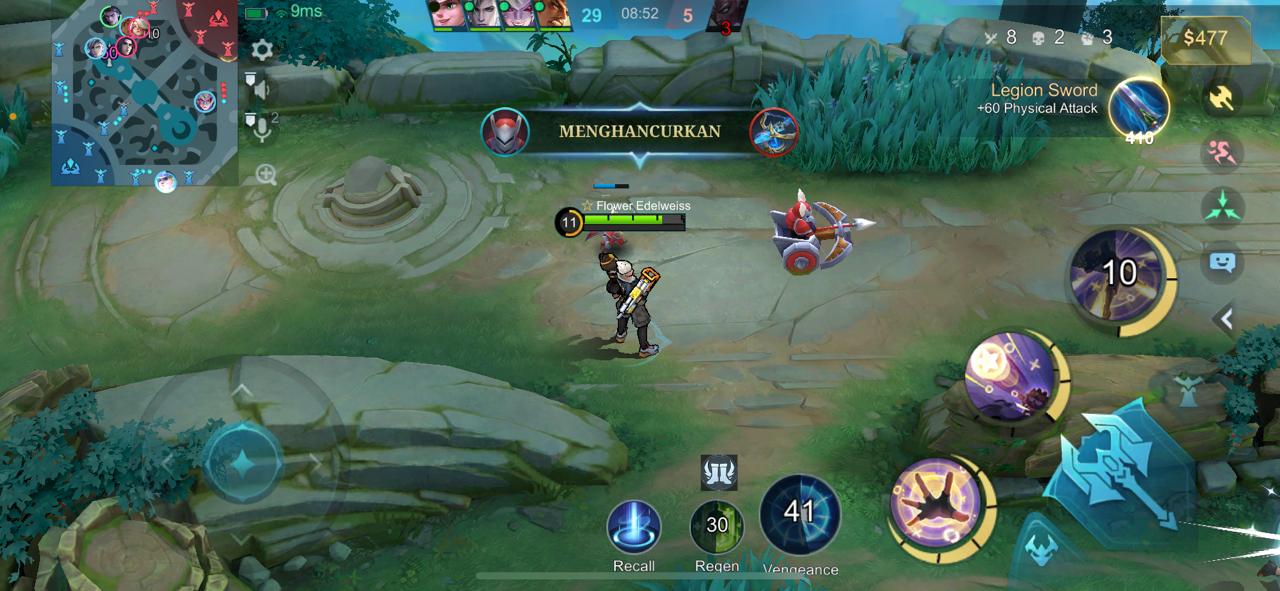 9ms
29 08:52 5
3
8 2 3
$477
Legion Sword
+60 Physical Attack
410
MENGHANCURKAN
2
Flower Edelweiss
11
10
30
41
Recall
Regen
Vengeance